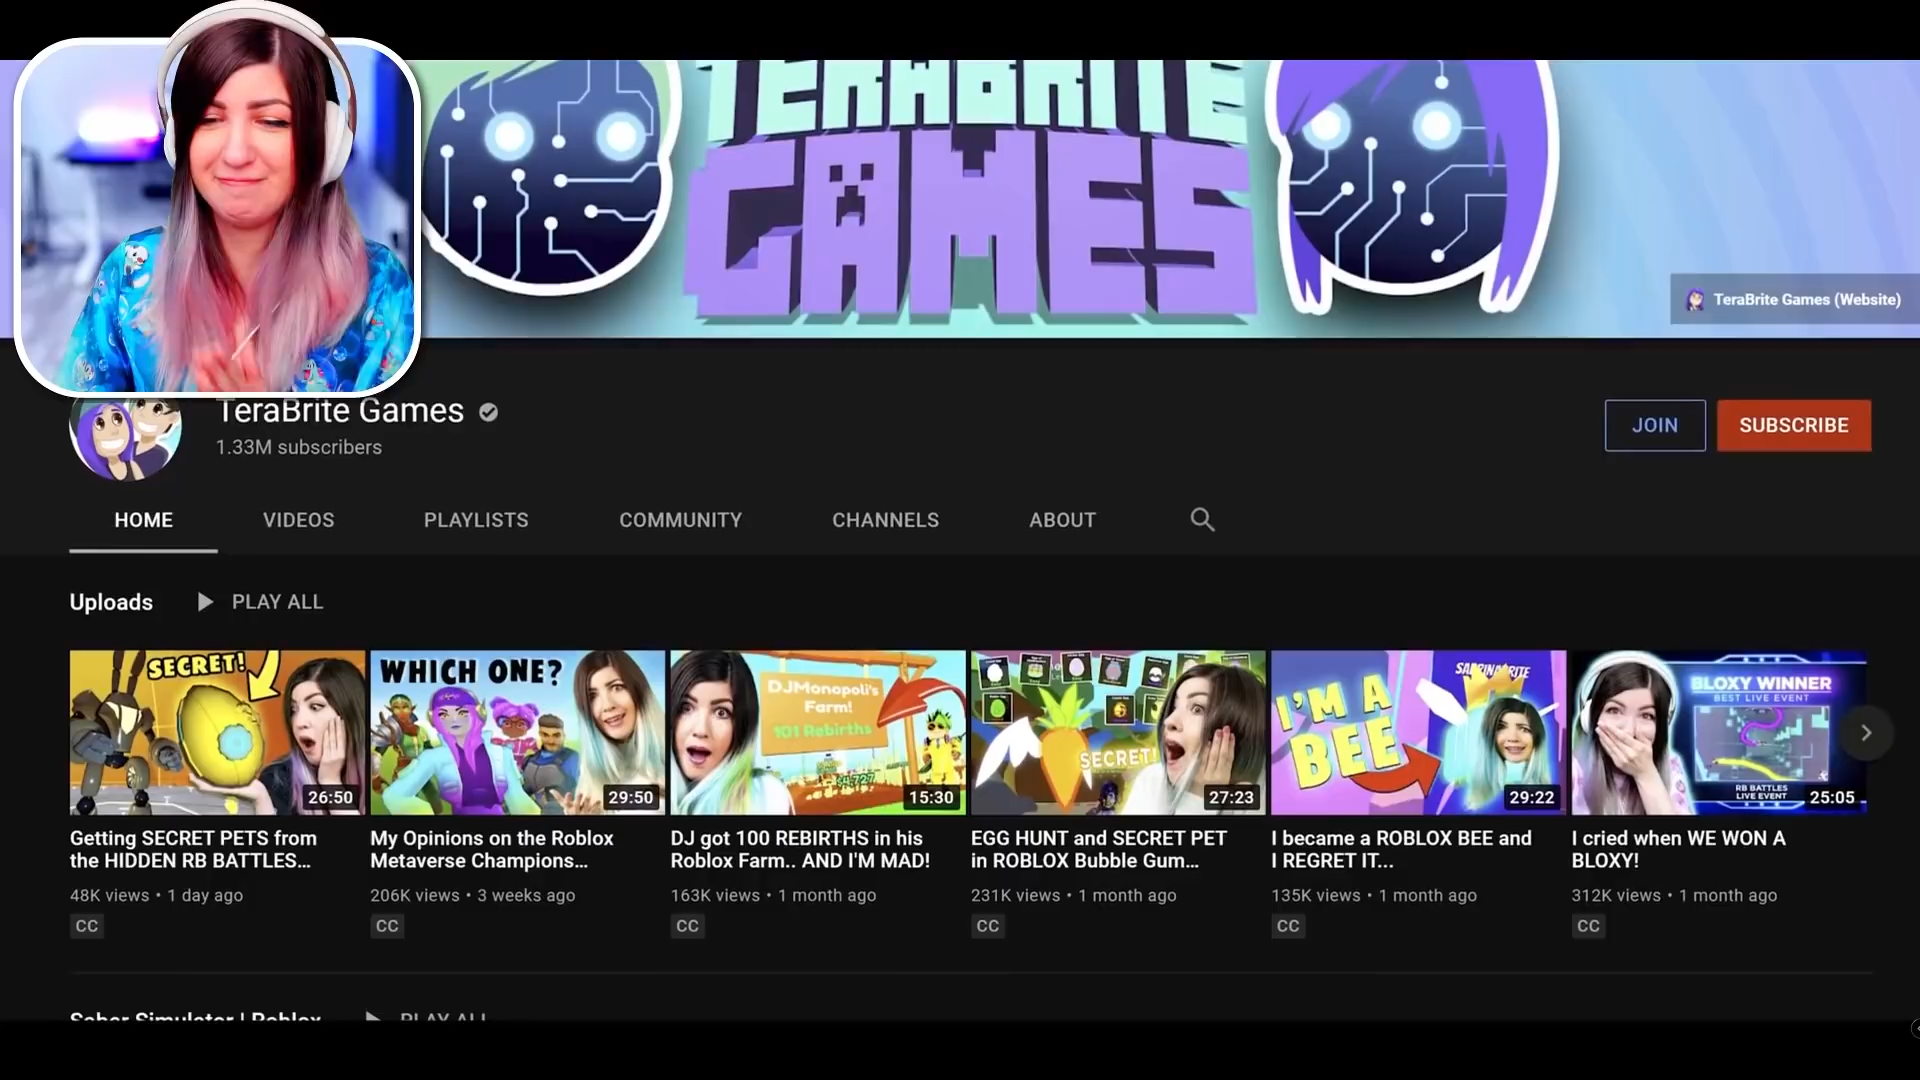 TERABRITE
GAMES
TeraBrite Games (Website)
TeraBrite Games
1.33M subscribers
JOIN
SUBSCRIBE
HOME
VIDEOS
PLAYLISTS
COMMUNITY
CHANNELS
ABOUT
Uploads
PLAY ALL
SECRET!
26:50
WHICH ONE?
29:50
DJMonopoli's
Farm!
101 Rebirths
15:30
SECRET!
27:23
I'M A
BEE
29:22
BLOXY WINNER
BEST LIVE EVENT
RB BATTLES
LIVE EVENT
25:05
Getting SECRET PETS from
the HIDDEN RB BATTLES...
48K views • 1 day ago
CC
My Opinions on the Roblox
Metaverse Champions...
206K views • 3 weeks ago
CC
DJ got 100 REBIRTHS in his
Roblox Farm.. AND I'M MAD!
163K views • 1 month ago
CC
EGG HUNT and SECRET PET
in ROBLOX Bubble Gum...
231K views • 1 month ago
CC
I became a ROBLOX BEE and
I REGRET IT...
135K views • 1 month ago
CC
I cried when WE WON A
BLOXY!
312K views • 1 month ago
CC
Saber Simulator | Roblox
PLAY ALL